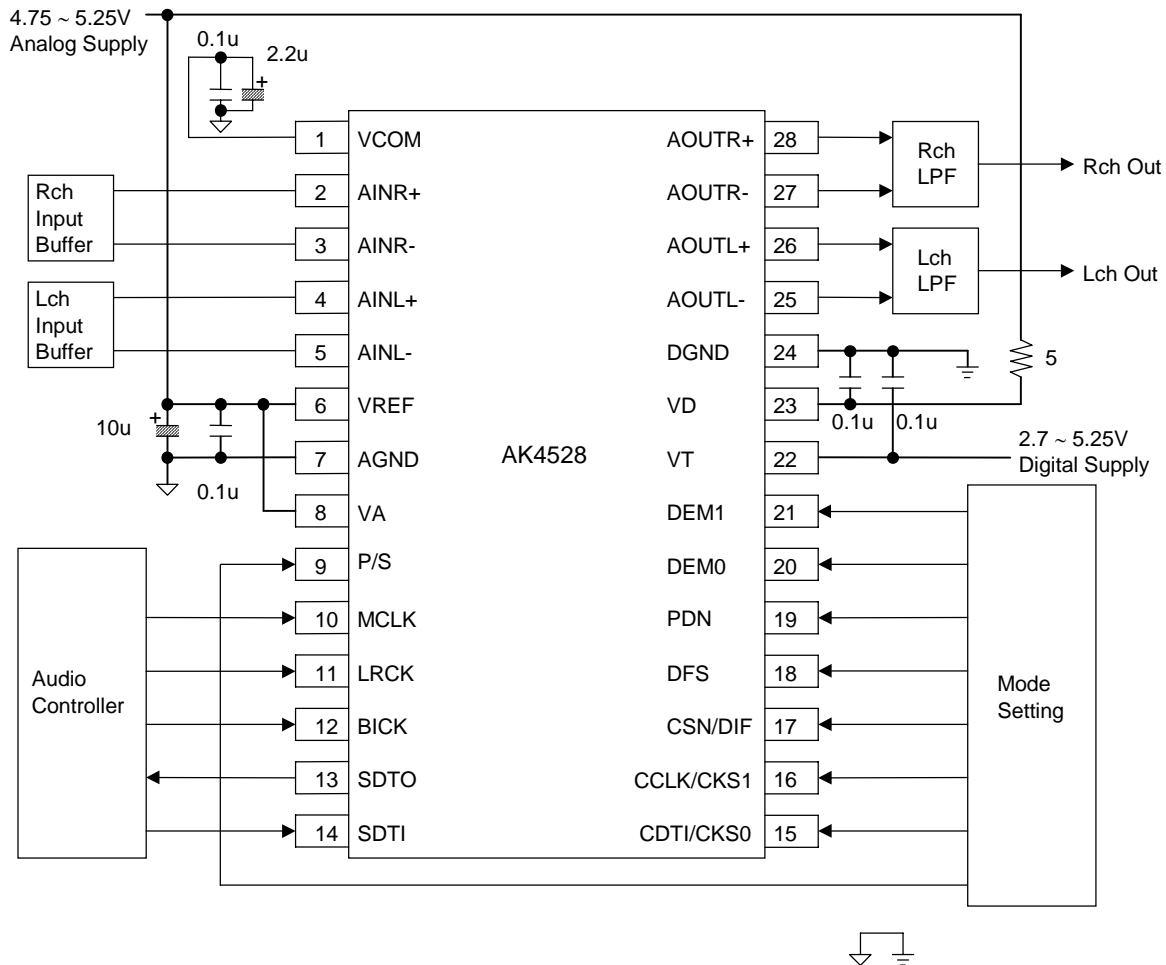 4.75 ~ 5.25V
Analog Supply
0.1u
2.2u
+
1 VCOM
AOUTR+ 28
Rch
LPF
Rch Out
Rch
Input
Buffer
2 AINR+
AOUTR- 27
3 AINR-
AOUTL+ 26
Lch
LPF
Lch Out
Lch
Input
Buffer
4 AINL+
AOUTL- 25
5 AINL-
DGND 24
5
6 VREF
VD 23
10u
+
0.1u
0.1u
0.1u
7 AGND
AK4528
VT 22
2.7 ~ 5.25V
Digital Supply
8 VA
DEM1 21
9 P/S
DEM0 20
10 MCLK
PDN 19
11 LRCK
DFS 18
Audio
Controller
Mode
Setting
12 BICK
CSN/DIF 17
13 SDTO
CCLK/CKS1 16
14 SDTI
CDTI/CKS0 15